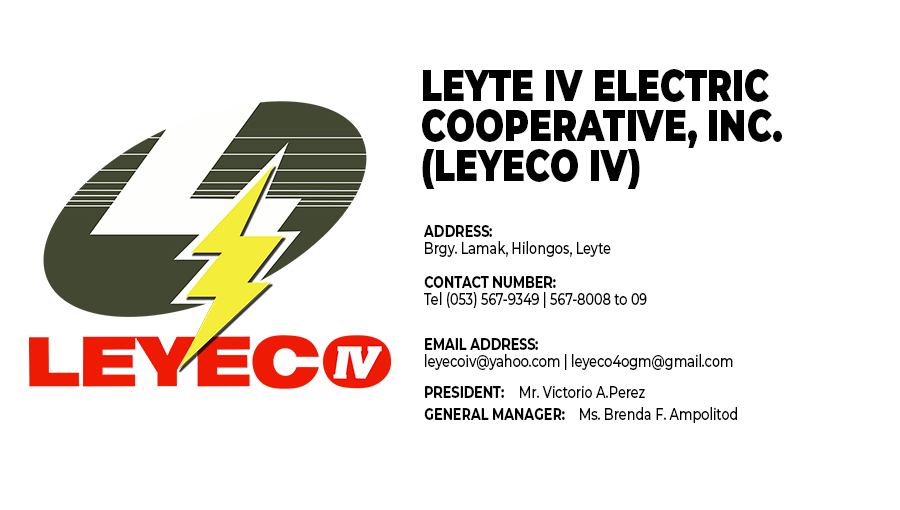 LEYTE IV ELECTRIC
COOPERATIVE, INC.
(LEYECO IV)
ADDRESS:
Brgy. Lamak, Hilongos, Leyte
CONTACT NUMBER:
Tel (053) 567-9349 | 567-8008 to 09
EMAIL ADDRESS:
leyecoiv@yahoo.com | leyeco4ogm@gmail.com
PRESIDENT: Mr. Victorio A.Perez
GENERAL MANAGER: Ms. Brenda F. Ampolitod
LEYECO IV